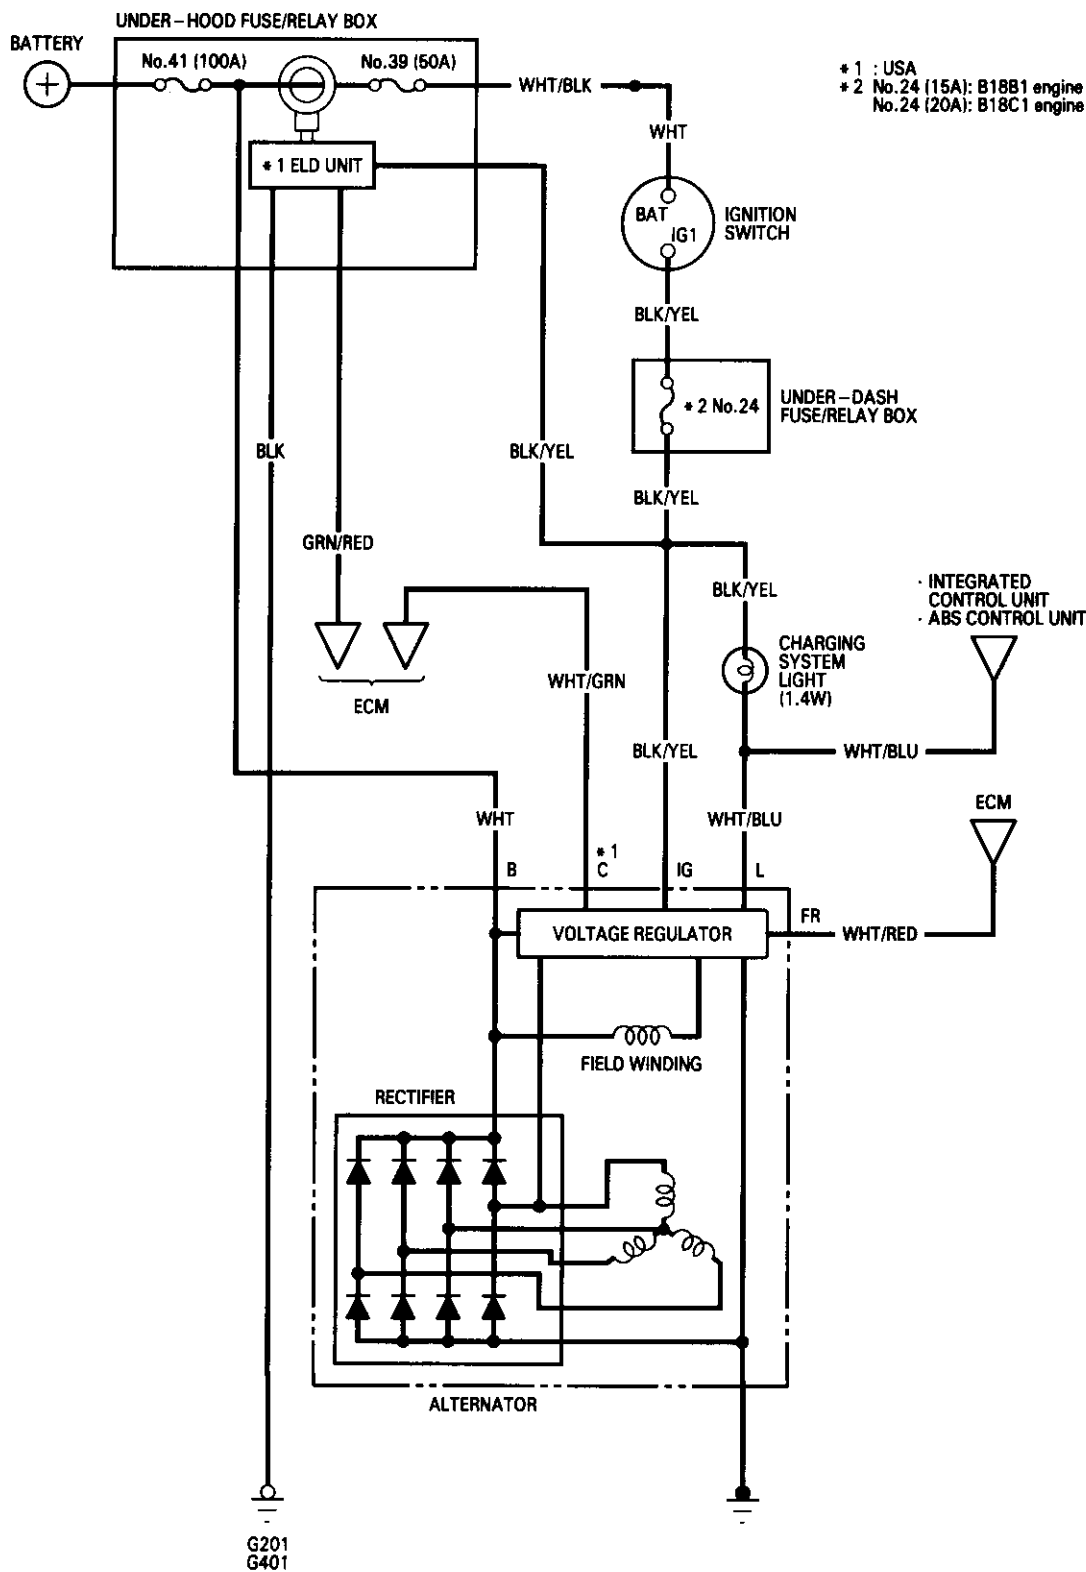 UNDER-HOOD FUSE/RELAY BOX
BATTERY
+
No.41 (100A)
No.39 (50A)
WHT/BLK
*1 : USA
*2 No.24 (15A): B18B1 engine
No.24 (20A): B18C1 engine
WHT
*1 ELD UNIT
BAT
IG1
IGNITION
SWITCH
BLK/YEL
*2 No.24
UNDER-DASH
FUSE/RELAY BOX
BLK
BLK/YEL
BLK/YEL
GRN/RED
BLK/YEL
· INTEGRATED
CONTROL UNIT
· ABS CONTROL UNIT
CHARGING
SYSTEM
LIGHT
(1.4W)
WHT/GRN
ECM
BLK/YEL
WHT/BLU
ECM
WHT
WHT/BLU
*1
B
C
IG
L
FR
VOLTAGE REGULATOR
WHT/RED
FIELD WINDING
RECTIFIER
ALTERNATOR
G201
G401